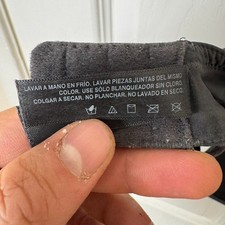 LAVAR A MANO EN FRÍO. LAVAR PIEZAS JUNTAS DEL MISMO
COLOR. USE SÓLO BLANQUEADOR SIN CLORO
COLGAR A SECAR. NO PLANCHAR. NO LAVADO EN SECO.